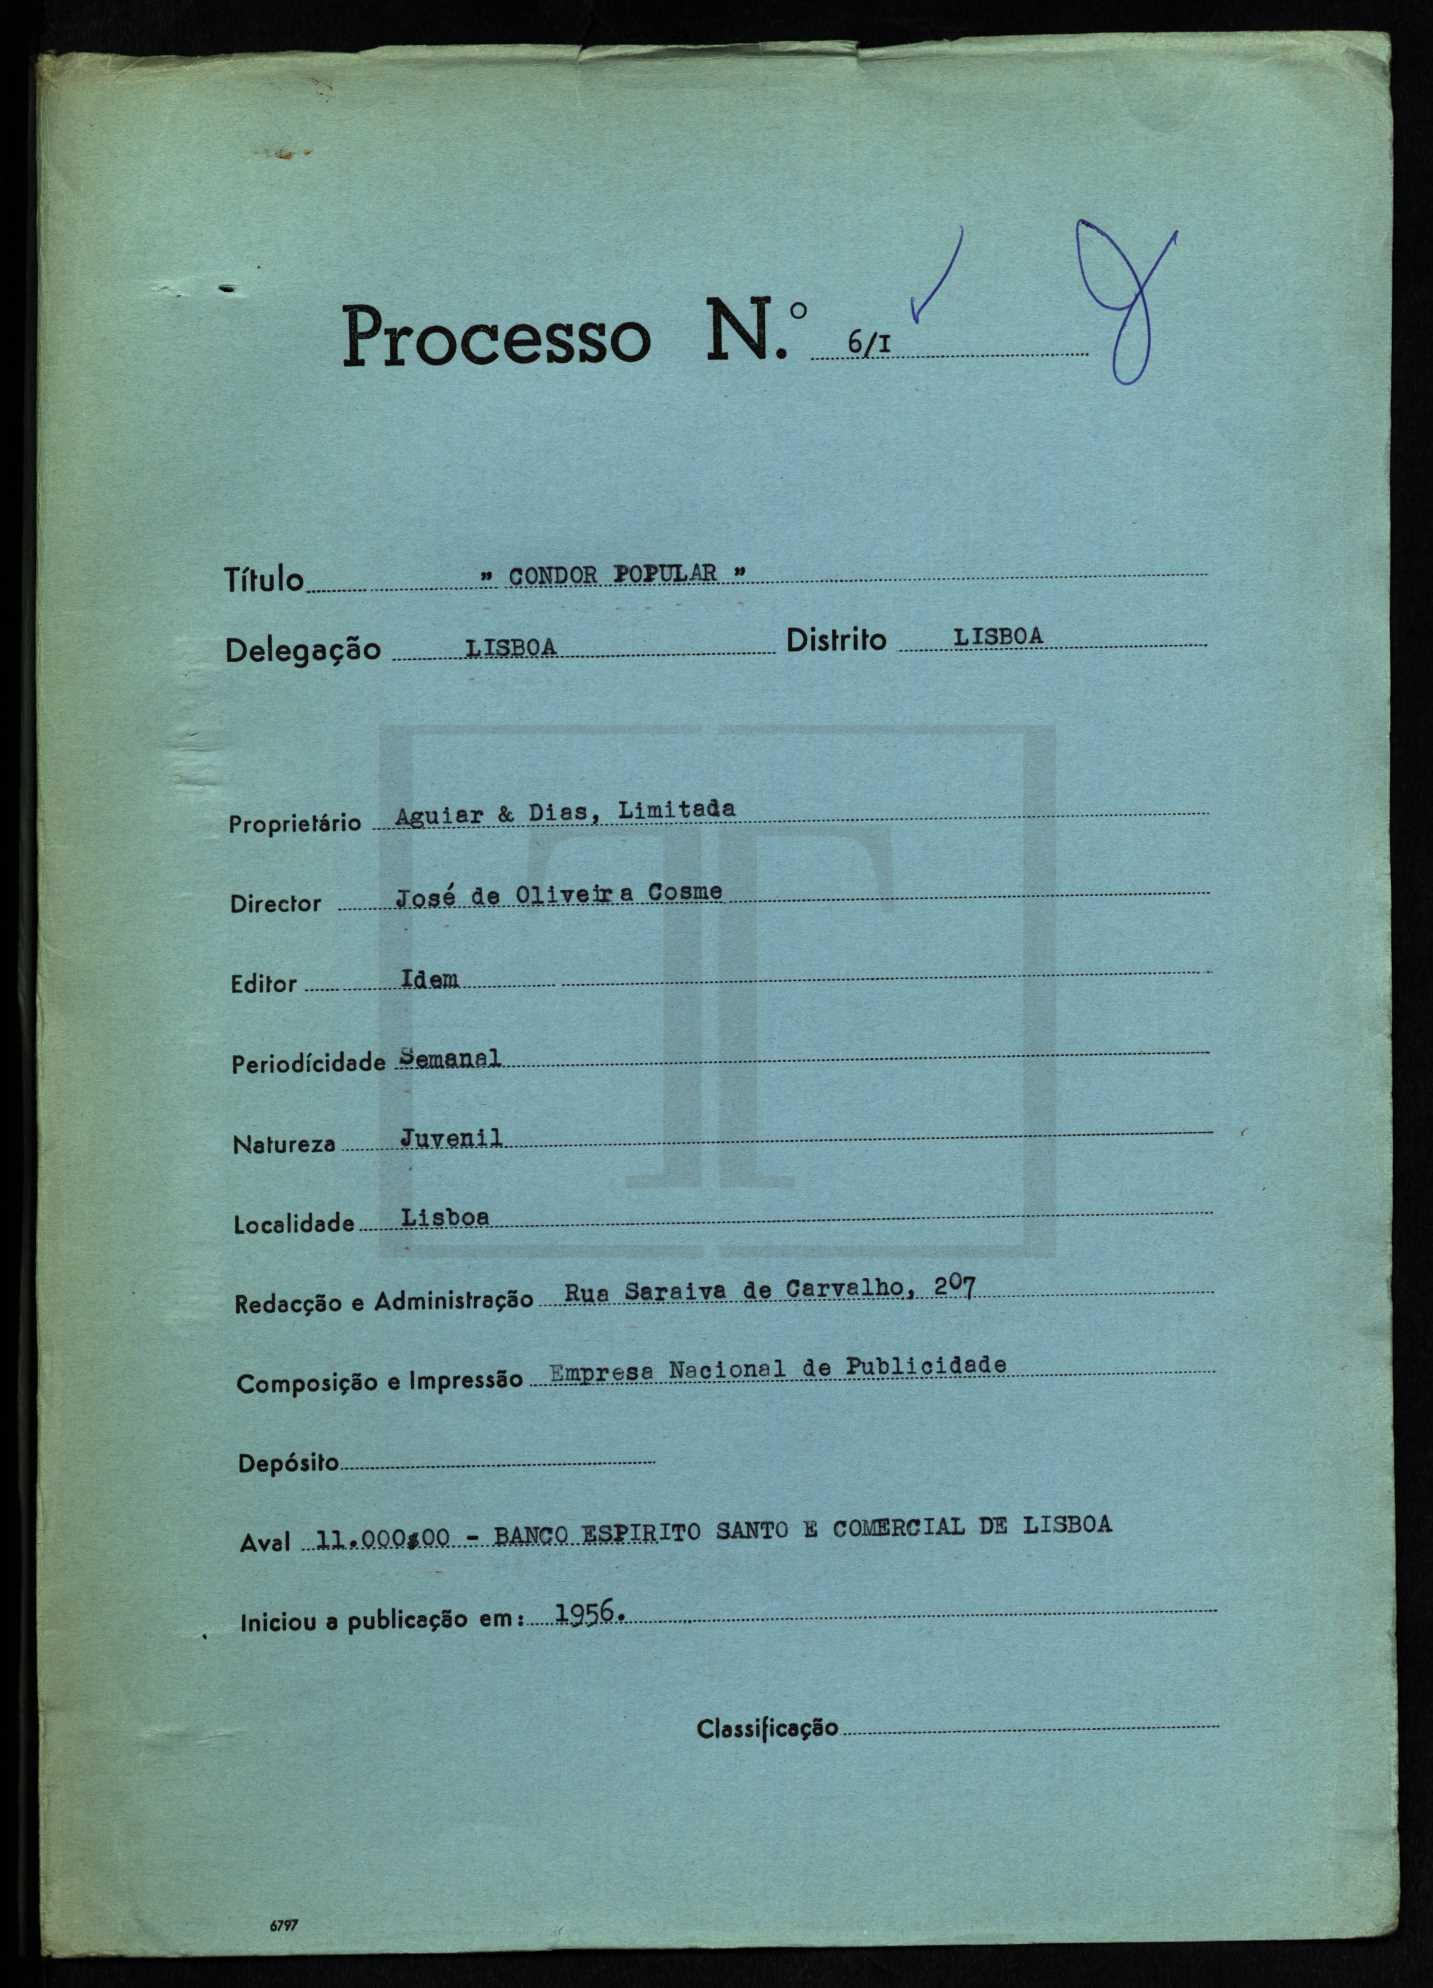 Processo N.º 6/I
Título " CONDOR POPULAR "
Delegação LISBOA Distrito LISBOA
Proprietário Aguiar & Dias, Limitada
Director José de Oliveira Cosme
Editor Idem
Periodícidade Semanal
Natureza Juvenil
Localidade Lisboa
Redacção e Administração Rua Saraiva de Carvalho, 207
Composição e Impressão Empresa Nacional de Publicidade
Depósito
Aval 11.000$00 - BANCO ESPIRITO SANTO E COMERCIAL DE LISBOA
Iniciou a publicação em: 1956.
Classificação
6797